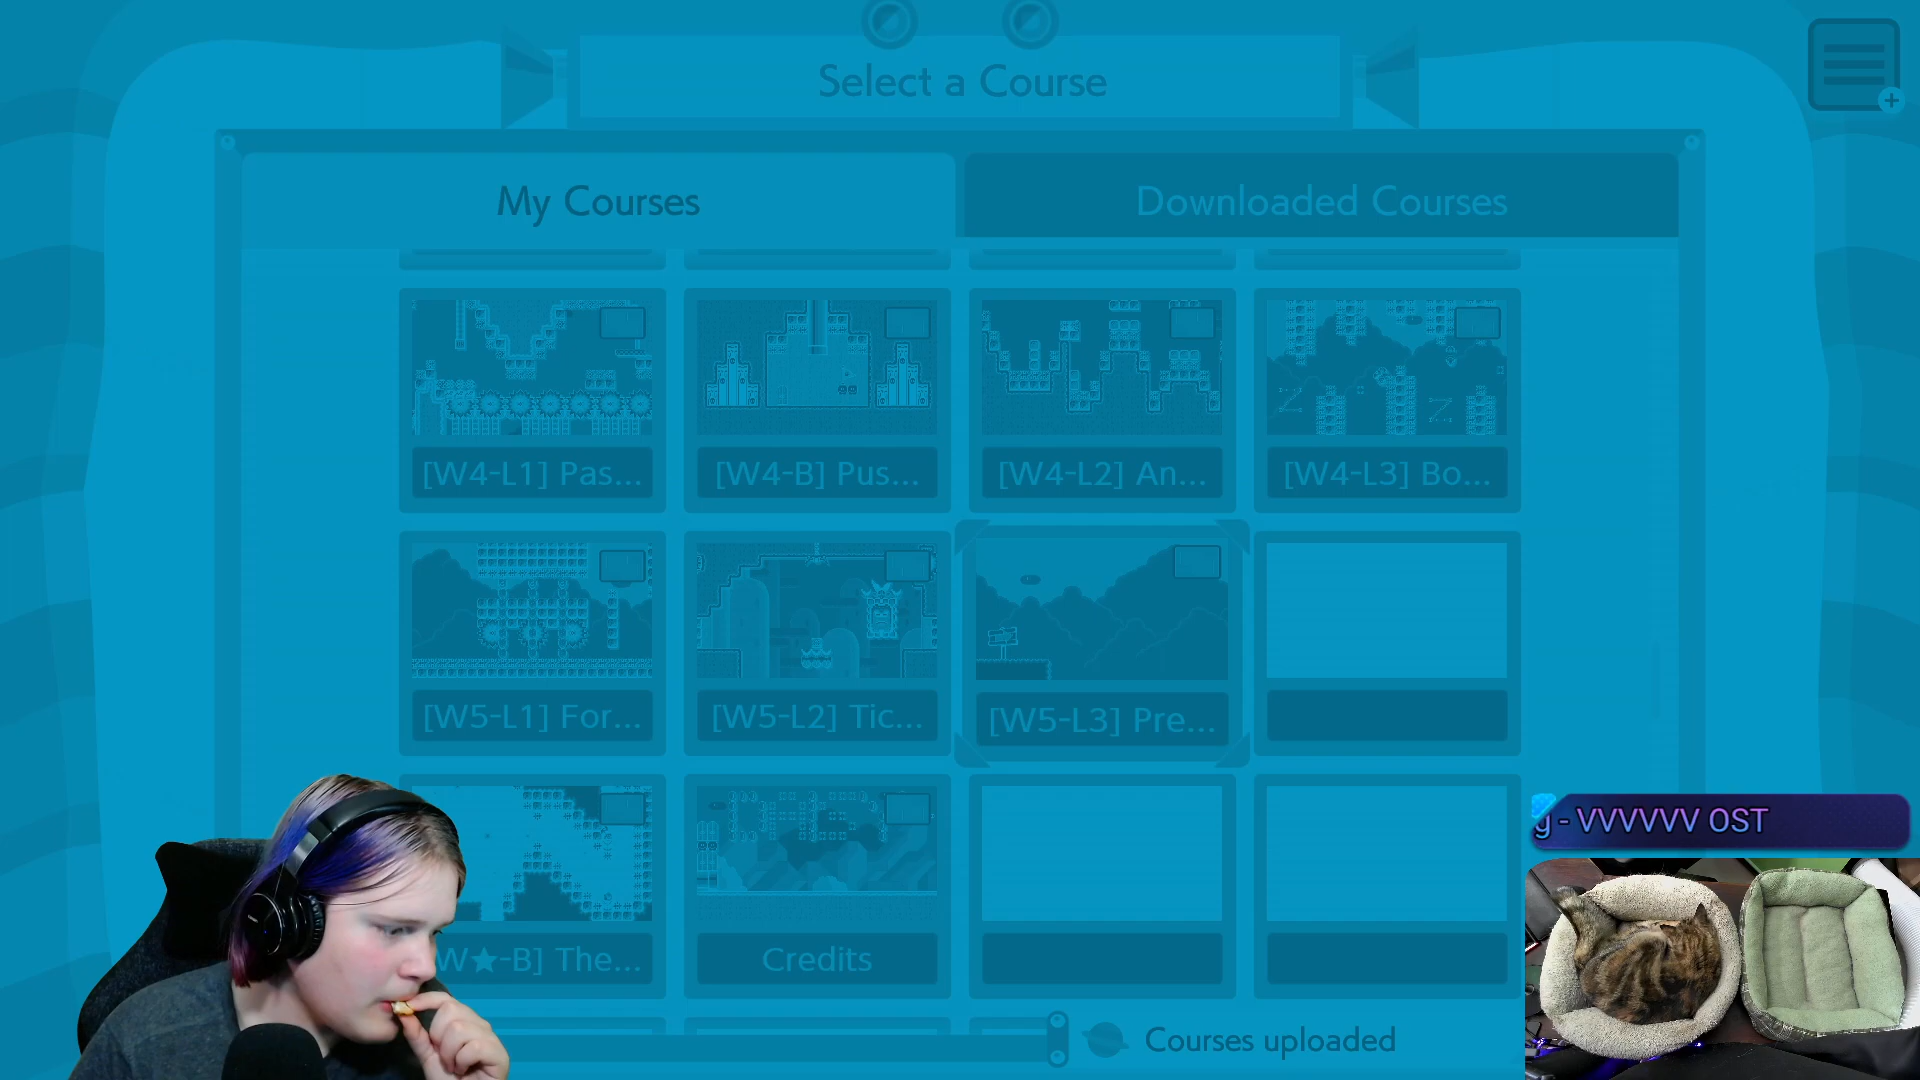 Select a Course
My Courses
Downloaded Courses
[W4-L1] Pas...
[W4-B] Pus...
[W4-L2] An...
[W4-L3] Bo...
[W5-L1] For...
[W5-L2] Tic...
[W5-L3] Pre...
W★-B] The...
Credits
g - VVVVVV OST
Courses uploaded